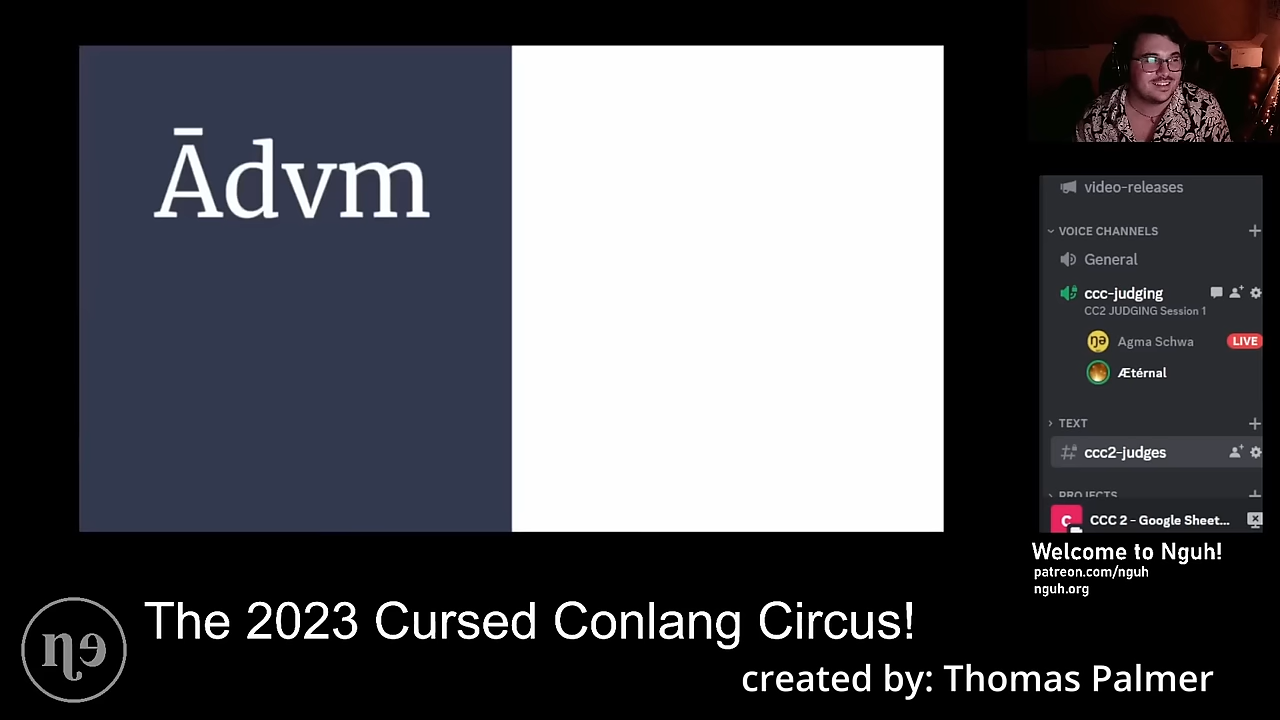 Ādvm
video-releases
VOICE CHANNELS
General
ccc-judging
CC2 JUDGING Session 1
ŋə
Agma Schwa
LIVE
Ætérnal
TEXT
ccc2-judges
PROJECTS
C
CCC 2 - Google Sheet...
Welcome to Nguh!
patreon.com/nguh
nguh.org
The 2023 Cursed Conlang Circus!
created by: Thomas Palmer